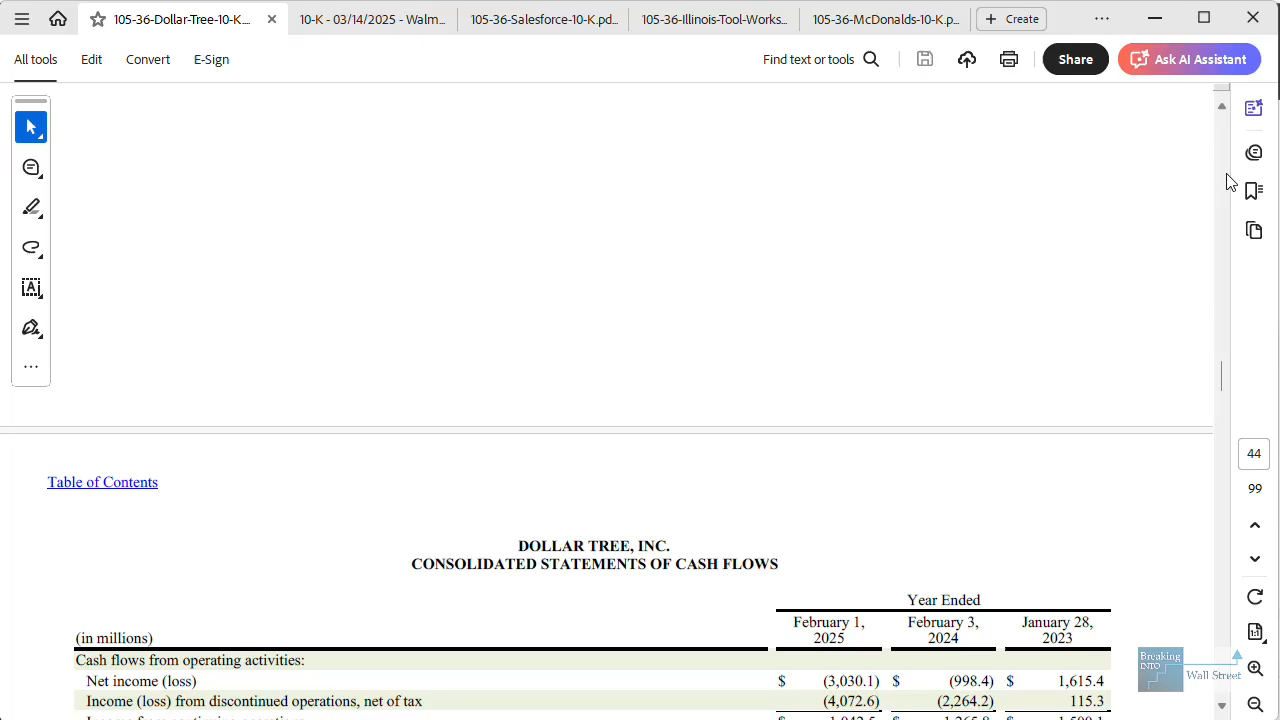 105-36-Dollar-Tree-10-K...
10-K - 03/14/2025 - Walm...
105-36-Salesforce-10-K.pd...
105-36-Illinois-Tool-Works...
105-36-McDonalds-10-K.p...
Create
All tools
Edit
Convert
E-Sign
Find text or tools
Share
Ask AI Assistant
44
99
Table of Contents
DOLLAR TREE, INC.
CONSOLIDATED STATEMENTS OF CASH FLOWS
Year Ended
(in millions) February 1, 2025 February 3, 2024 January 28, 2023
Cash flows from operating activities:
Net income (loss) $ (3,030.1) $ (998.4) $ 1,615.4
Income (loss) from discontinued operations, net of tax (4,072.6) (2,264.2) 115.3
Breaking
INTO
Wall Street